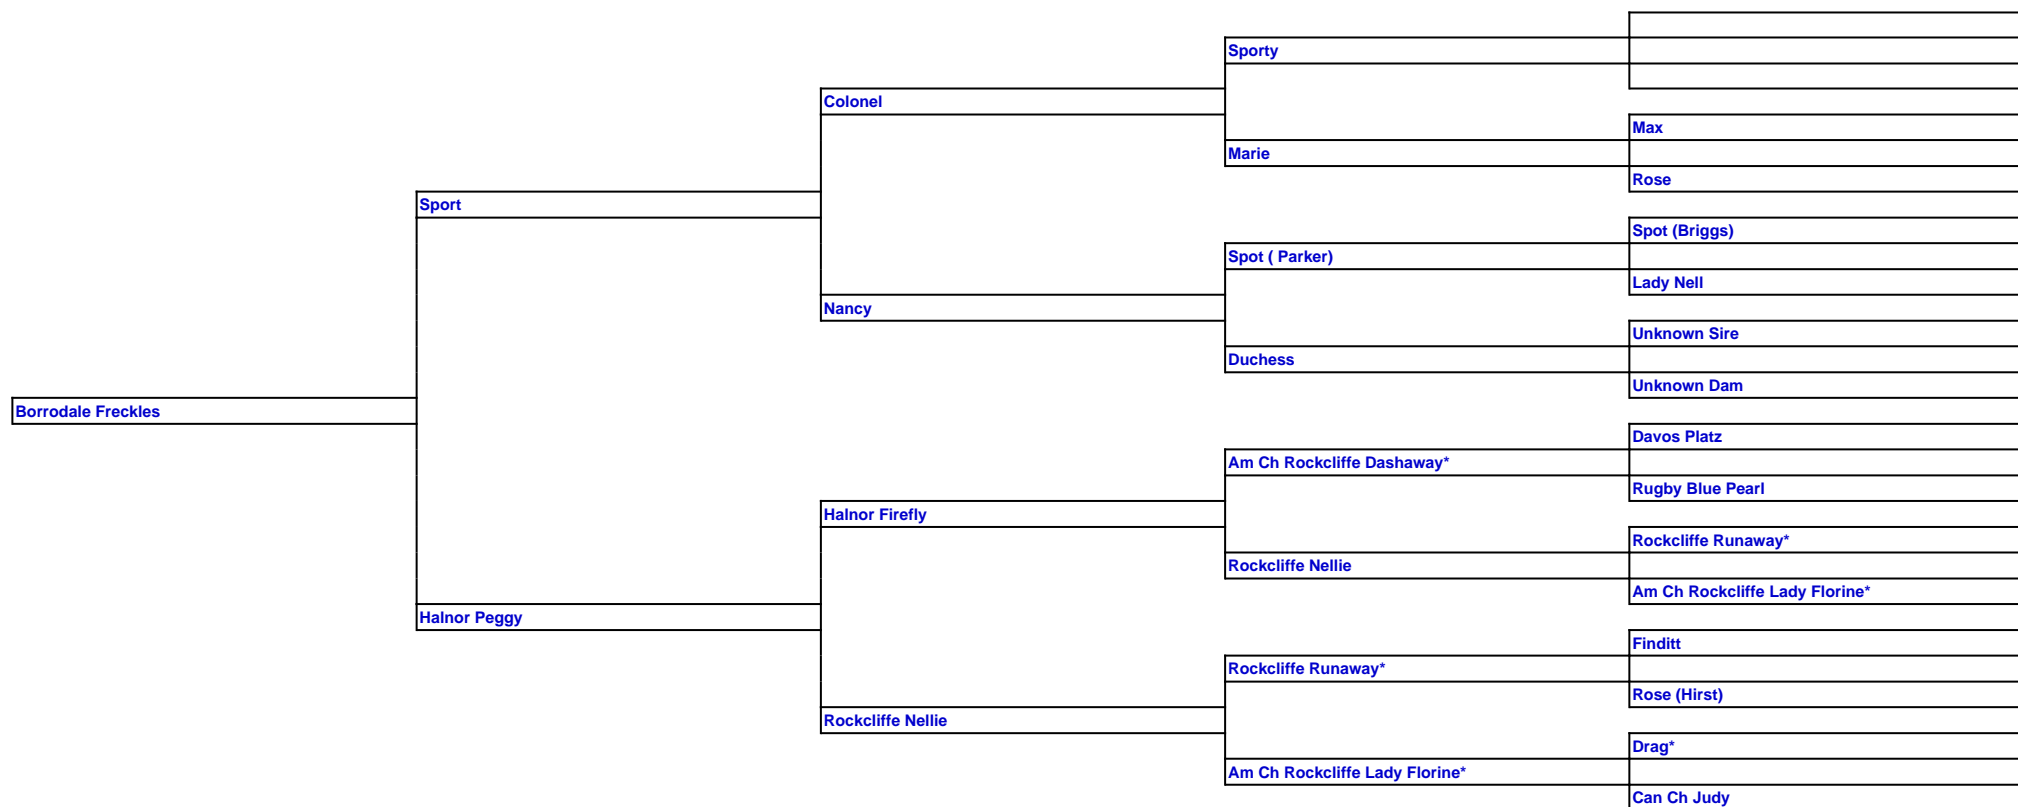 Sporty
Colonel
Max
Marie
Rose
Sport
Spot (Briggs)
Spot ( Parker)
Lady Nell
Nancy
Unknown Sire
Duchess
Unknown Dam
Borrodale Freckles
Davos Platz
Am Ch Rockcliffe Dashaway*
Rugby Blue Pearl
Halnor Firefly
Rockcliffe Runaway*
Rockcliffe Nellie
Am Ch Rockcliffe Lady Florine*
Halnor Peggy
Finditt
Rockcliffe Runaway*
Rose (Hirst)
Rockcliffe Nellie
Drag*
Am Ch Rockcliffe Lady Florine*
Can Ch Judy